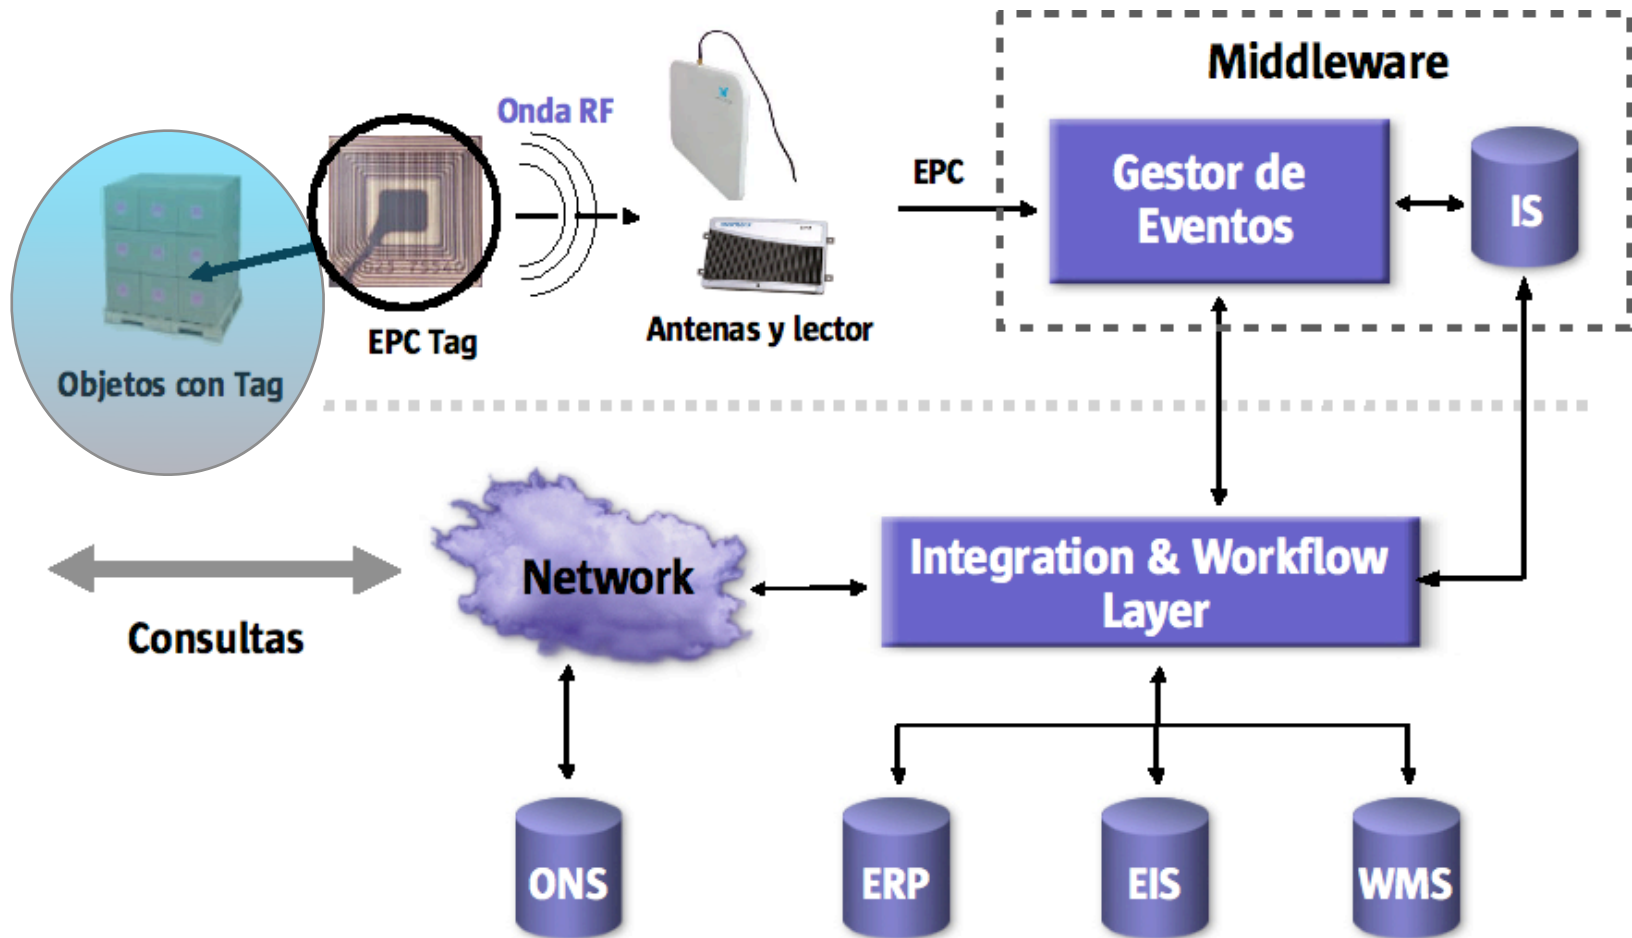 Middleware
Onda RF
EPC
Gestor de
Eventos
IS
EPC Tag
Antenas y lector
Objetos con Tag
Network
Integration & Workflow
Layer
Consultas
ONS
ERP
EIS
WMS